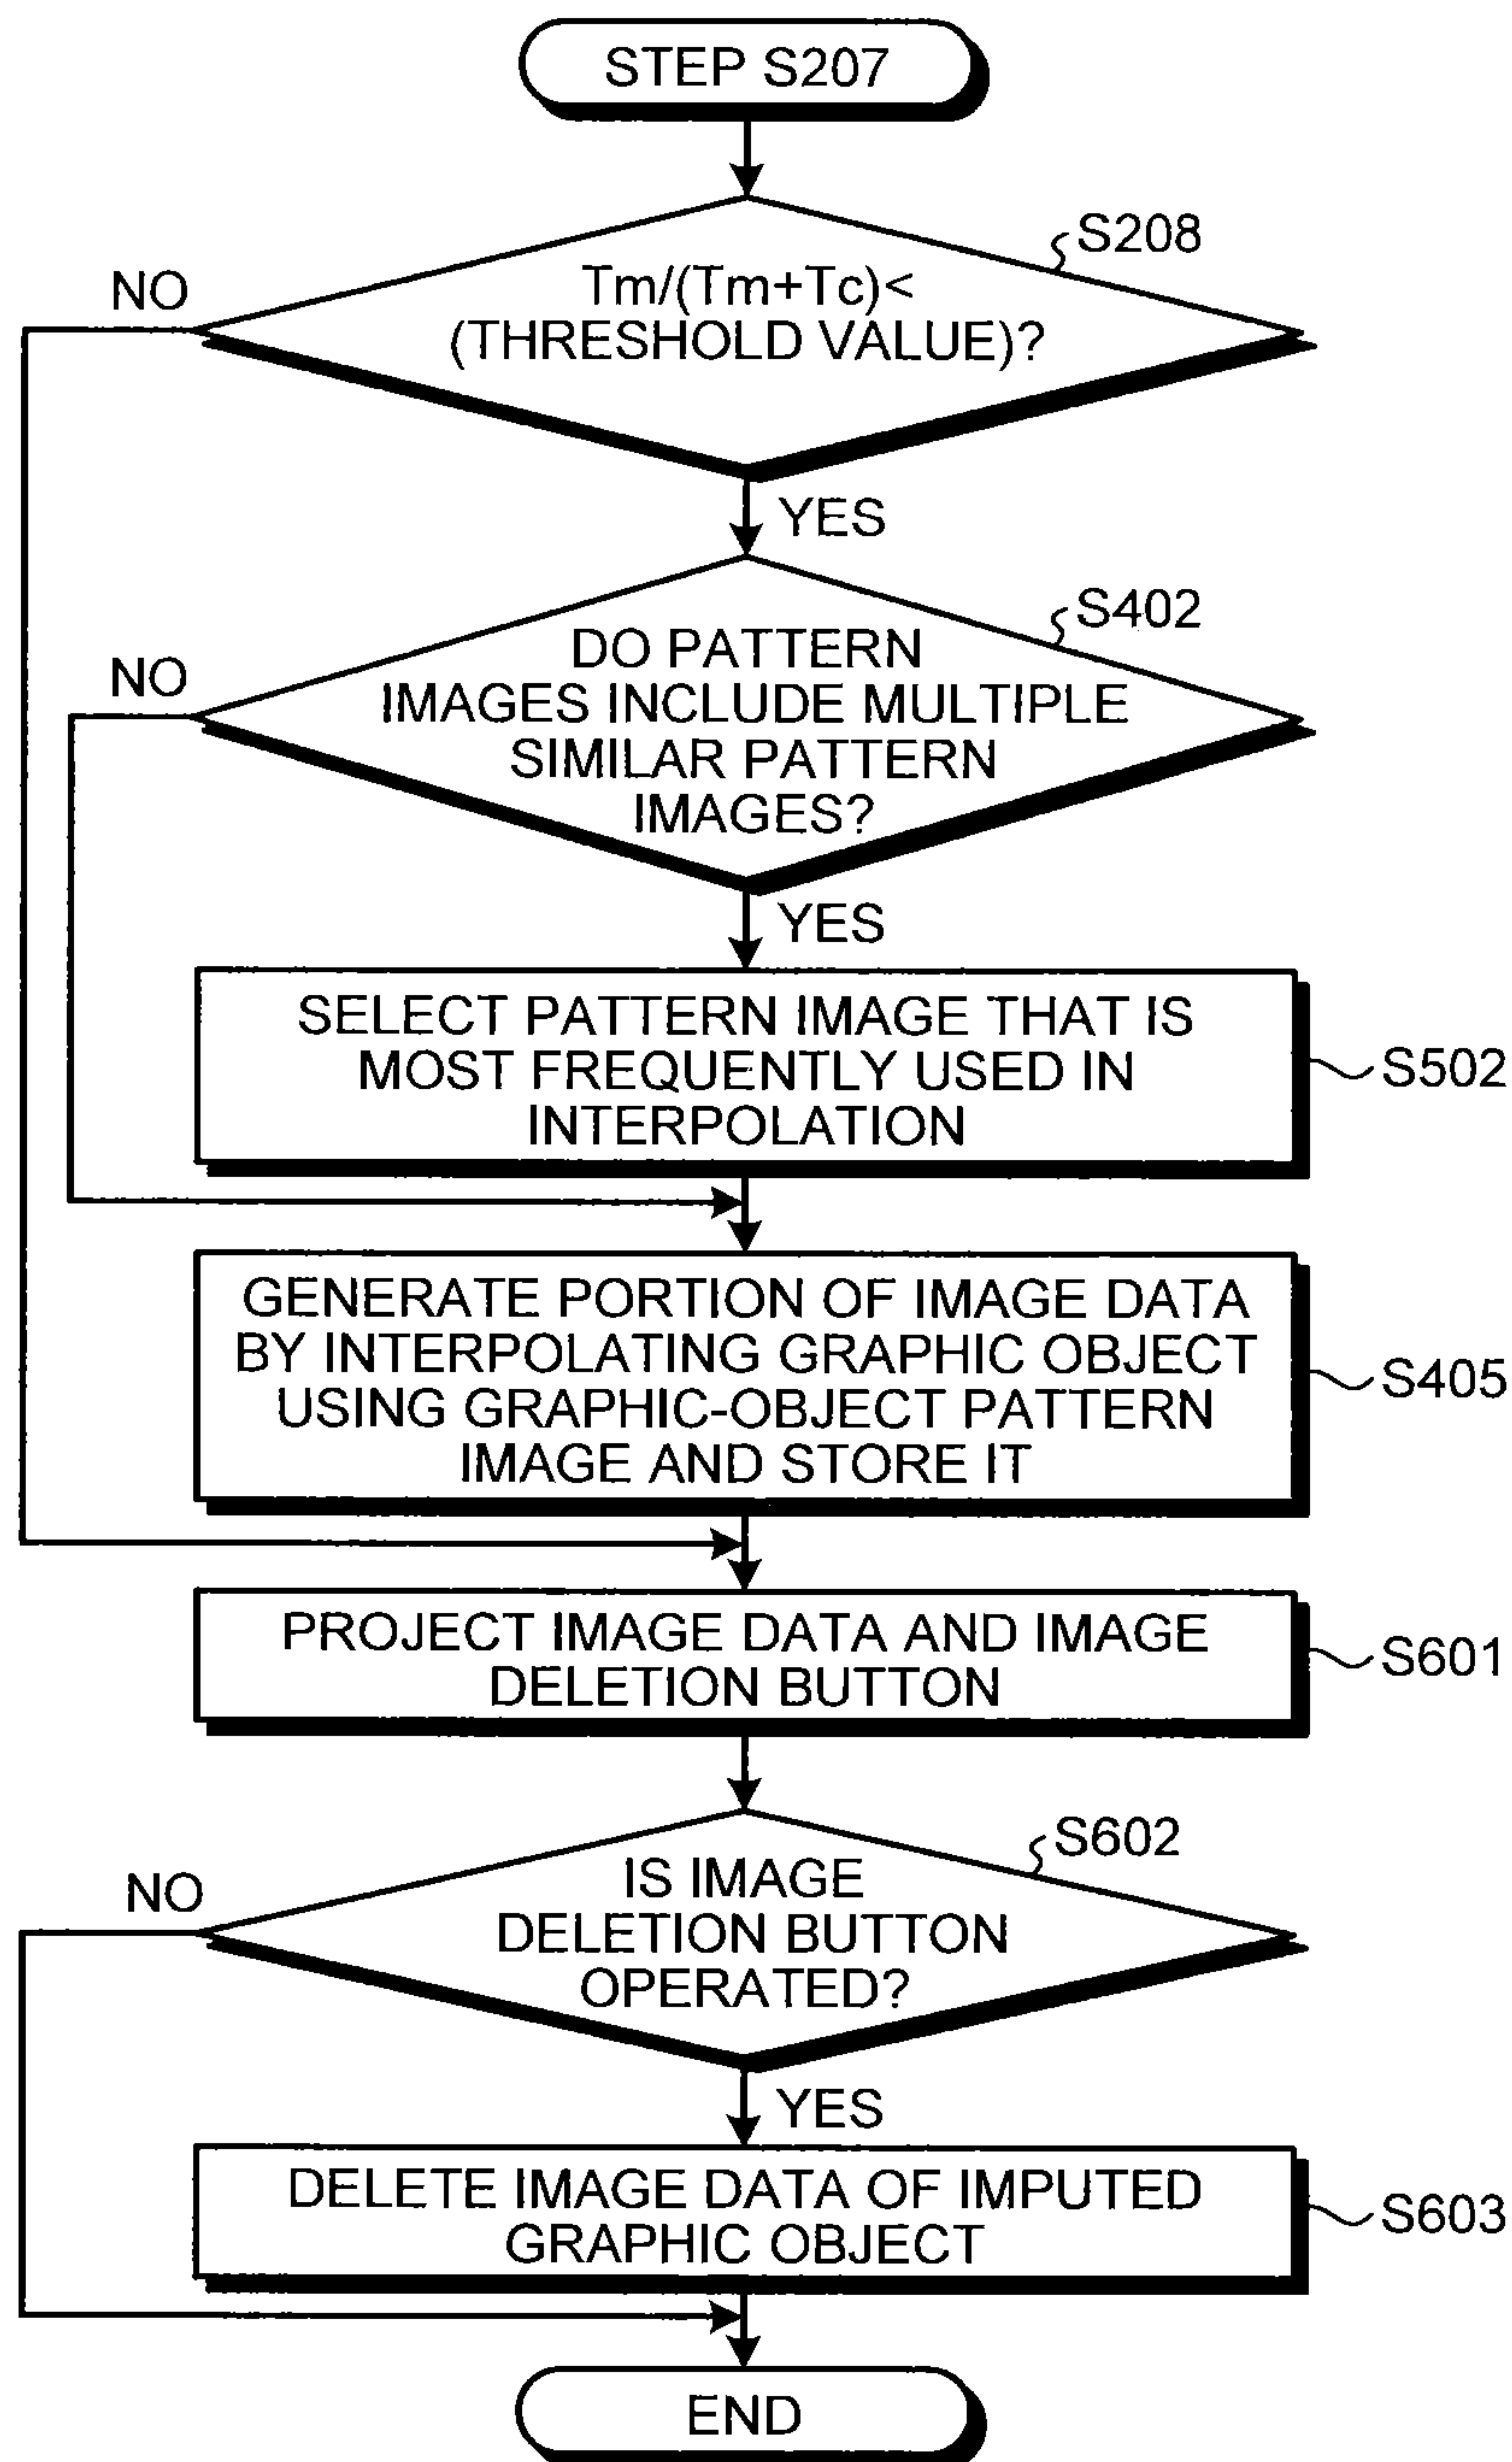 STEP S207
S208
NO
Tm/(Tm+Tc)<
(THRESHOLD VALUE)?
YES
S402
NO
DO PATTERN
IMAGES INCLUDE MULTIPLE
SIMILAR PATTERN
IMAGES?
YES
SELECT PATTERN IMAGE THAT IS
MOST FREQUENTLY USED IN
INTERPOLATION
S502
GENERATE PORTION OF IMAGE DATA
BY INTERPOLATING GRAPHIC OBJECT
USING GRAPHIC-OBJECT PATTERN
IMAGE AND STORE IT
S405
PROJECT IMAGE DATA AND IMAGE
DELETION BUTTON
S601
S602
NO
IS IMAGE
DELETION BUTTON
OPERATED?
YES
DELETE IMAGE DATA OF IMPUTED
GRAPHIC OBJECT
S603
END